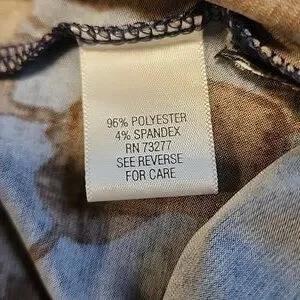 96% POLYESTER
4% SPANDEX
RN 73277
SEE REVERSE
FOR CARE